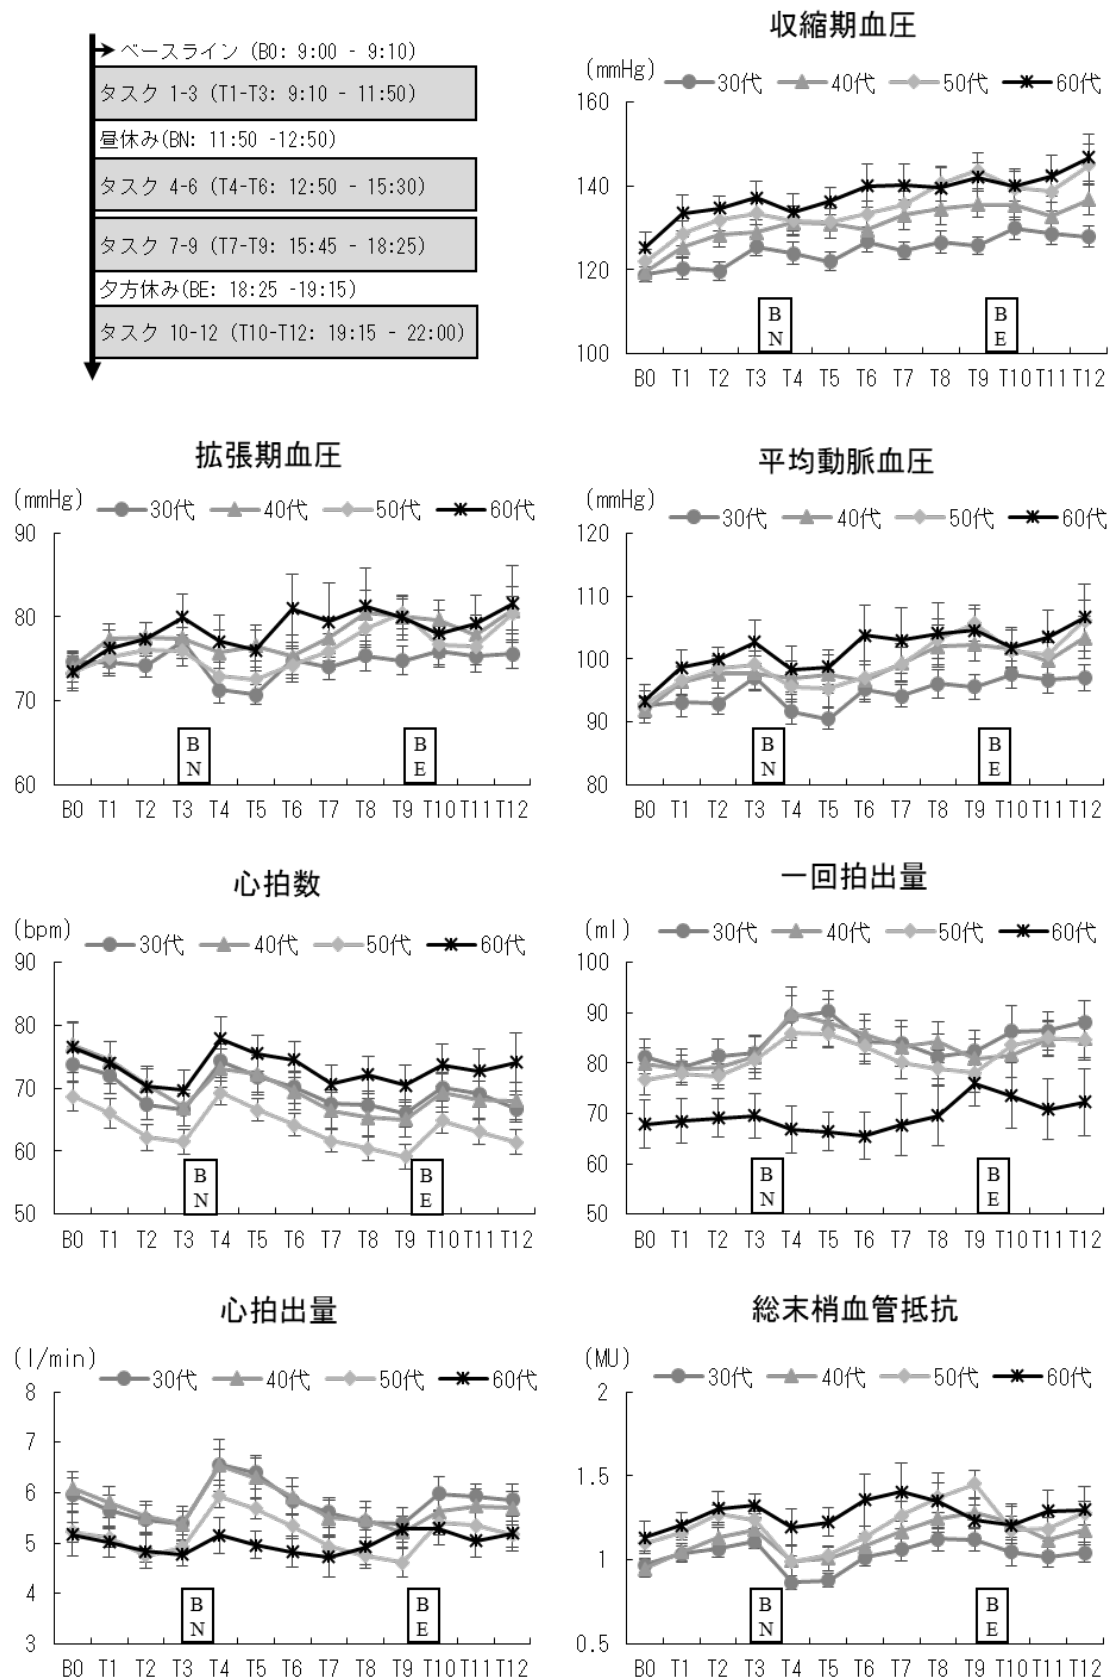 ベースライン (B0: 9:00 - 9:10)
タスク 1-3 (T1-T3: 9:10 - 11:50)
昼休み(BN: 11:50 -12:50)
タスク 4-6 (T4-T6: 12:50 - 15:30)
タスク 7-9 (T7-T9: 15:45 - 18:25)
夕方休み(BE: 18:25 -19:15)
タスク 10-12 (T10-T12: 19:15 - 22:00)
収縮期血圧
(mmHg) 30代 40代 50代 60代
160
140
120
100
BN
BE
B0 T1 T2 T3 T4 T5 T6 T7 T8 T9 T10 T11 T12
拡張期血圧
(mmHg) 30代 40代 50代 60代
90
80
70
60
BN
BE
B0 T1 T2 T3 T4 T5 T6 T7 T8 T9 T10 T11 T12
平均動脈血圧
(mmHg) 30代 40代 50代 60代
120
110
100
90
80
BN
BE
B0 T1 T2 T3 T4 T5 T6 T7 T8 T9 T10 T11 T12
心拍数
(bpm) 30代 40代 50代 60代
90
80
70
60
50
BN
BE
B0 T1 T2 T3 T4 T5 T6 T7 T8 T9 T10 T11 T12
一回拍出量
(ml) 30代 40代 50代 60代
100
90
80
70
60
50
BN
BE
B0 T1 T2 T3 T4 T5 T6 T7 T8 T9 T10 T11 T12
心拍出量
(l/min) 30代 40代 50代 60代
8
7
6
5
4
3
BN
BE
B0 T1 T2 T3 T4 T5 T6 T7 T8 T9 T10 T11 T12
総末梢血管抵抗
(MU) 30代 40代 50代 60代
2
1.5
1
0.5
BN
BE
B0 T1 T2 T3 T4 T5 T6 T7 T8 T9 T10 T11 T12